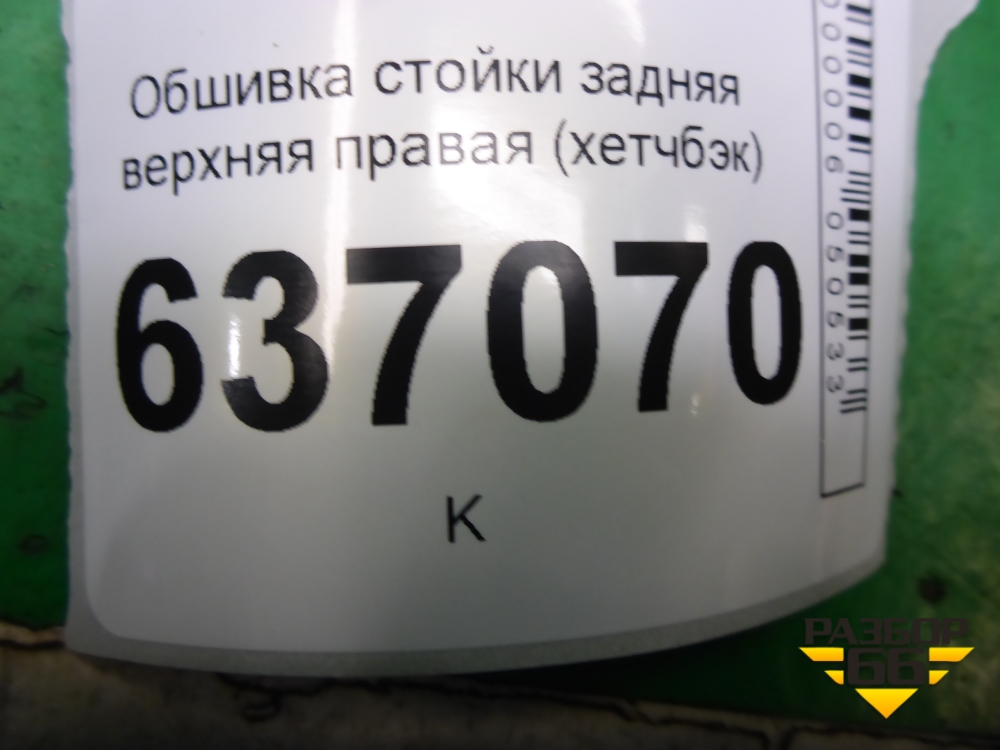 Обшивка стойки задняя
верхняя правая (хетчбэк)
637070
К
РАЗБОР
66